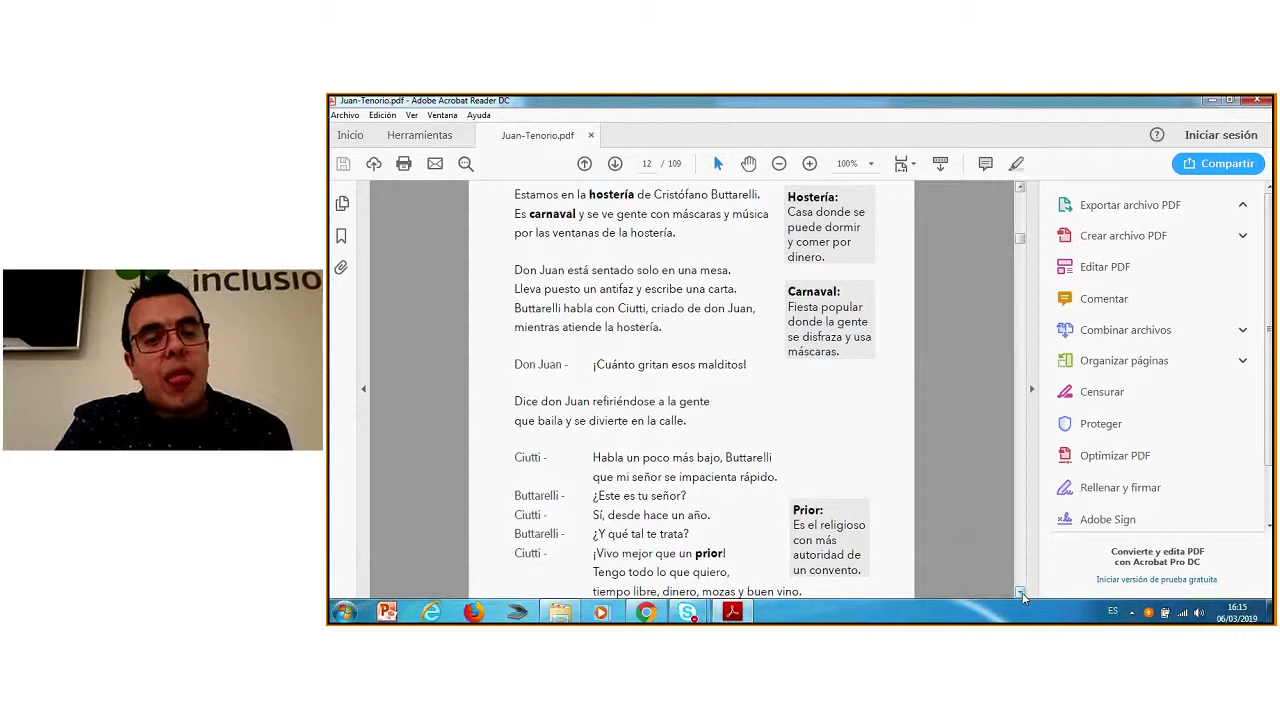 Juan-Tenorio.pdf - Adobe Acrobat Reader DC
Archivo Edición Ver Ventana Ayuda
Inicio Herramientas Juan-Tenorio.pdf × Iniciar sesión
12 / 109 100% Compartir
inclusio
Estamos en la hostería de Cristófano Buttarelli.
Es carnaval y se ve gente con máscaras y música
por las ventanas de la hostería.
Hostería:
Casa donde se
puede dormir
y comer por
dinero.
Don Juan está sentado solo en una mesa.
Lleva puesto un antifaz y escribe una carta.
Buttarelli habla con Ciutti, criado de don Juan,
mientras atiende la hostería.
Carnaval:
Fiesta popular
donde la gente
se disfraza y usa
máscaras.
Don Juan - ¡Cuánto gritan esos malditos!
Dice don Juan refiriéndose a la gente
que baila y se divierte en la calle.
Ciutti - Habla un poco más bajo, Buttarelli
que mi señor se impacienta rápido.
Buttarelli - ¿Este es tu señor?
Ciutti - Sí, desde hace un año.
Buttarelli - ¿Y qué tal te trata?
Ciutti - ¡Vivo mejor que un prior!
Tengo todo lo que quiero,
tiempo libre, dinero, mozas y buen vino.
Prior:
Es el religioso
con más
autoridad de
un convento.
Exportar archivo PDF
Crear archivo PDF
Editar PDF
Comentar
Combinar archivos
Organizar páginas
Censurar
Proteger
Optimizar PDF
Rellenar y firmar
Adobe Sign
Convierte y edita PDF
con Acrobat Pro DC
Iniciar versión de prueba gratuita
ES 16:15
06/03/2019